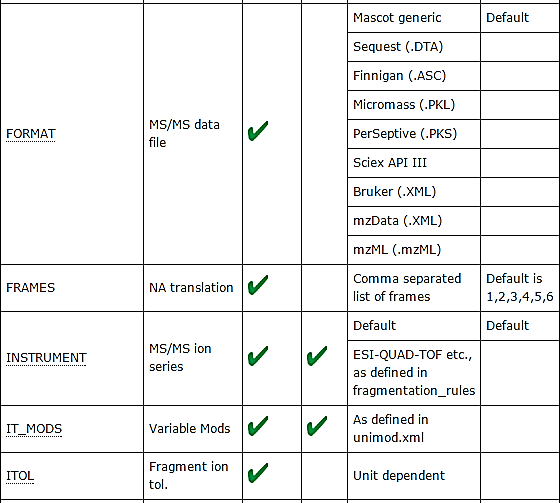 Mascot generic Default
Sequest (.DTA)
Finnigan (.ASC)
Micromass (.PKL)
FORMAT MS/MS data file PerSeptive (.PKS)
Sciex API III
Bruker (.XML)
mzData (.XML)
mzML (.mzML)
FRAMES NA translation Comma separated list of frames Default is 1,2,3,4,5,6
Default Default
INSTRUMENT MS/MS ion series ESI-QUAD-TOF etc., as defined in fragmentation_rules
IT_MODS Variable Mods As defined in unimod.xml
ITOL Fragment ion tol. Unit dependent